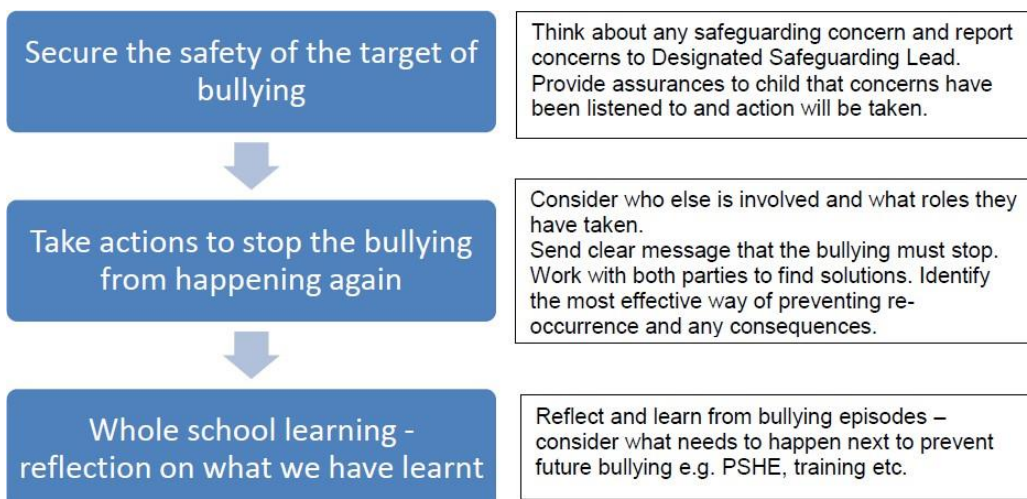 Secure the safety of the target of
bullying
Think about any safeguarding concern and report
concerns to Designated Safeguarding Lead.
Provide assurances to child that concerns have
been listened to and action will be taken.
Take actions to stop the bullying
from happening again
Consider who else is involved and what roles they
have taken.
Send clear message that the bullying must stop.
Work with both parties to find solutions. Identify
the most effective way of preventing re-
occurrence and any consequences.
Whole school learning -
reflection on what we have learnt
Reflect and learn from bullying episodes –
consider what needs to happen next to prevent
future bullying e.g. PSHE, training etc.